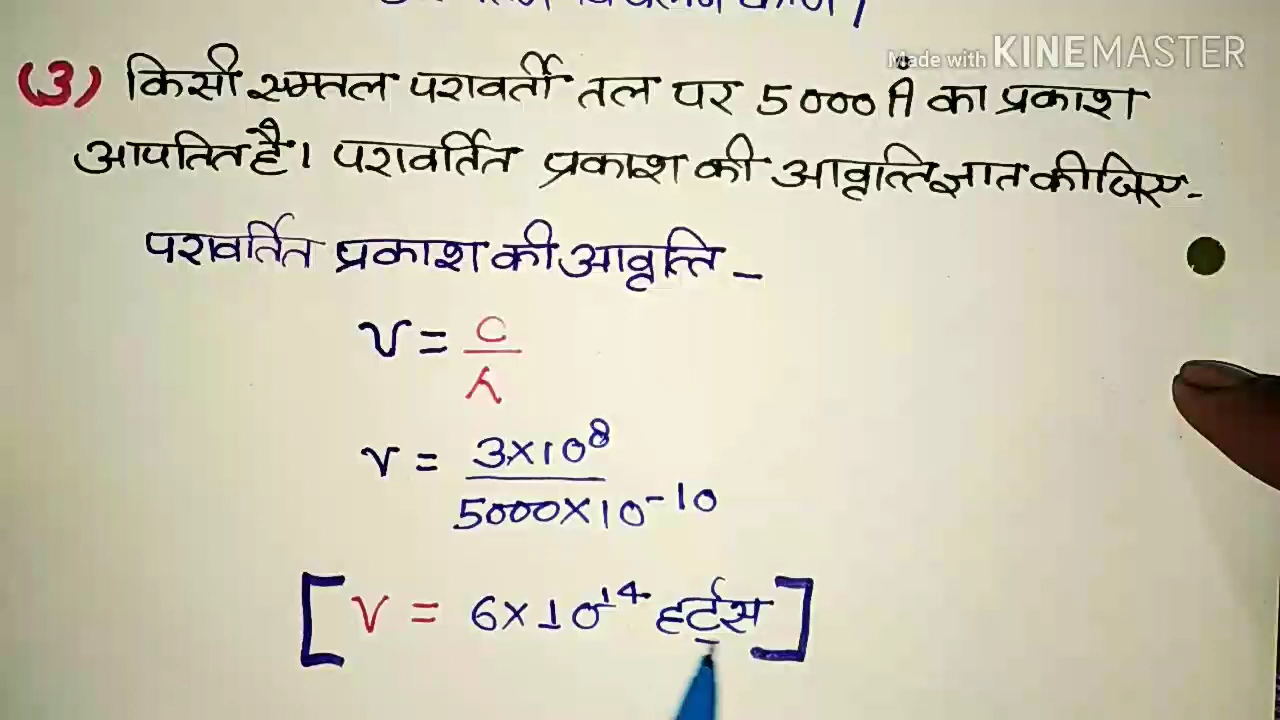 Made with KINEMASTER
(3) किसी समतल परावर्ती तल पर 5000 Å का प्रकाश
आपतित है। परावर्तित प्रकाश की आवृत्ति ज्ञात कीजिए-
परावर्तित प्रकाश की आवृत्ति -
ν = c/λ
ν = 3×10⁸/5000×10⁻¹⁰
[ν = 6×10¹⁴ हर्ट्स]